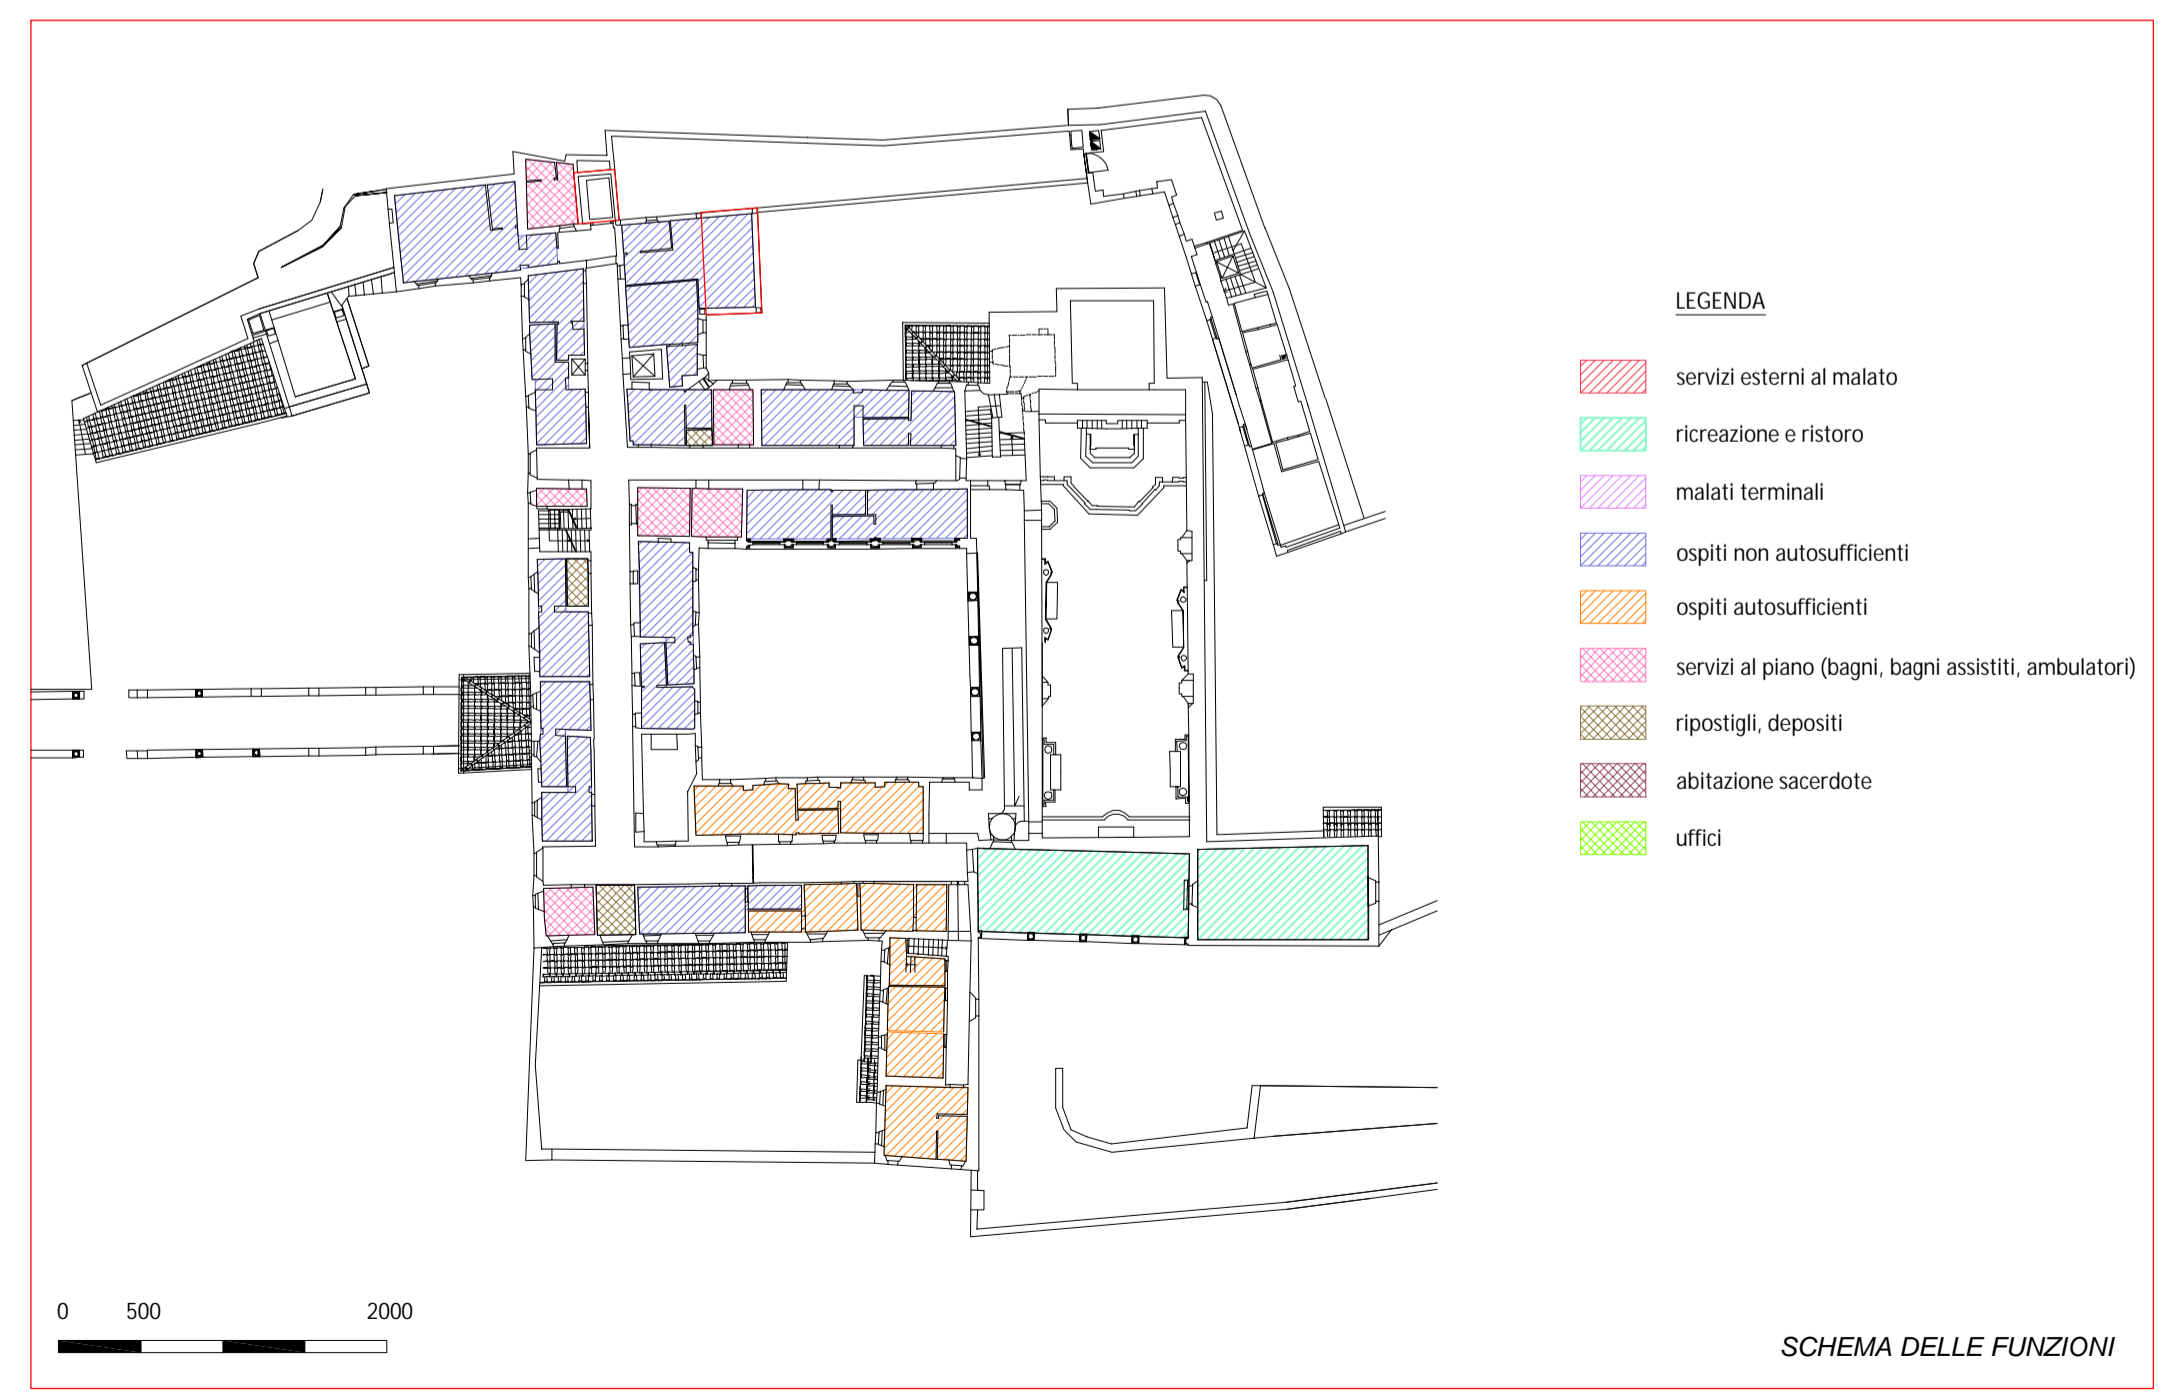 LEGENDA
servizi esterni al malato
ricreazione e ristoro
malati terminali
ospiti non autosufficienti
ospiti autosufficienti
servizi al piano (bagni, bagni assistiti, ambulatori)
ripostigli, depositi
abitazione sacerdote
uffici
0 500 2000
SCHEMA DELLE FUNZIONI